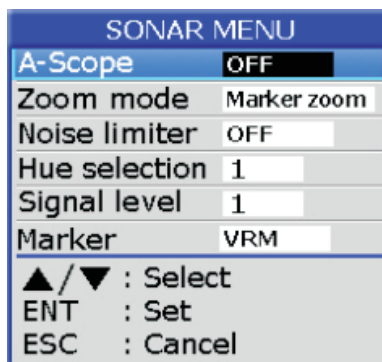 SONAR MENU
A-Scope OFF
Zoom mode Marker zoom
Noise limiter OFF
Hue selection 1
Signal level 1
Marker VRM
▲/▼ : Select
ENT : Set
ESC : Cancel